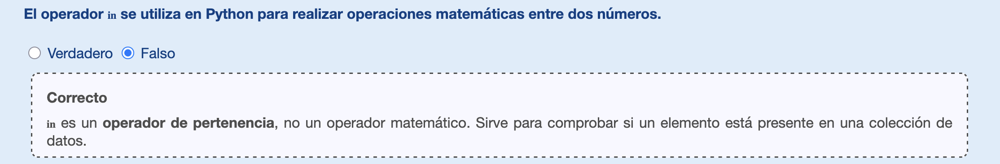 El operador in se utiliza en Python para realizar operaciones matemáticas entre dos números.
Verdadero Falso
Correcto
in es un operador de pertenencia, no un operador matemático. Sirve para comprobar si un elemento está presente en una colección de
datos.